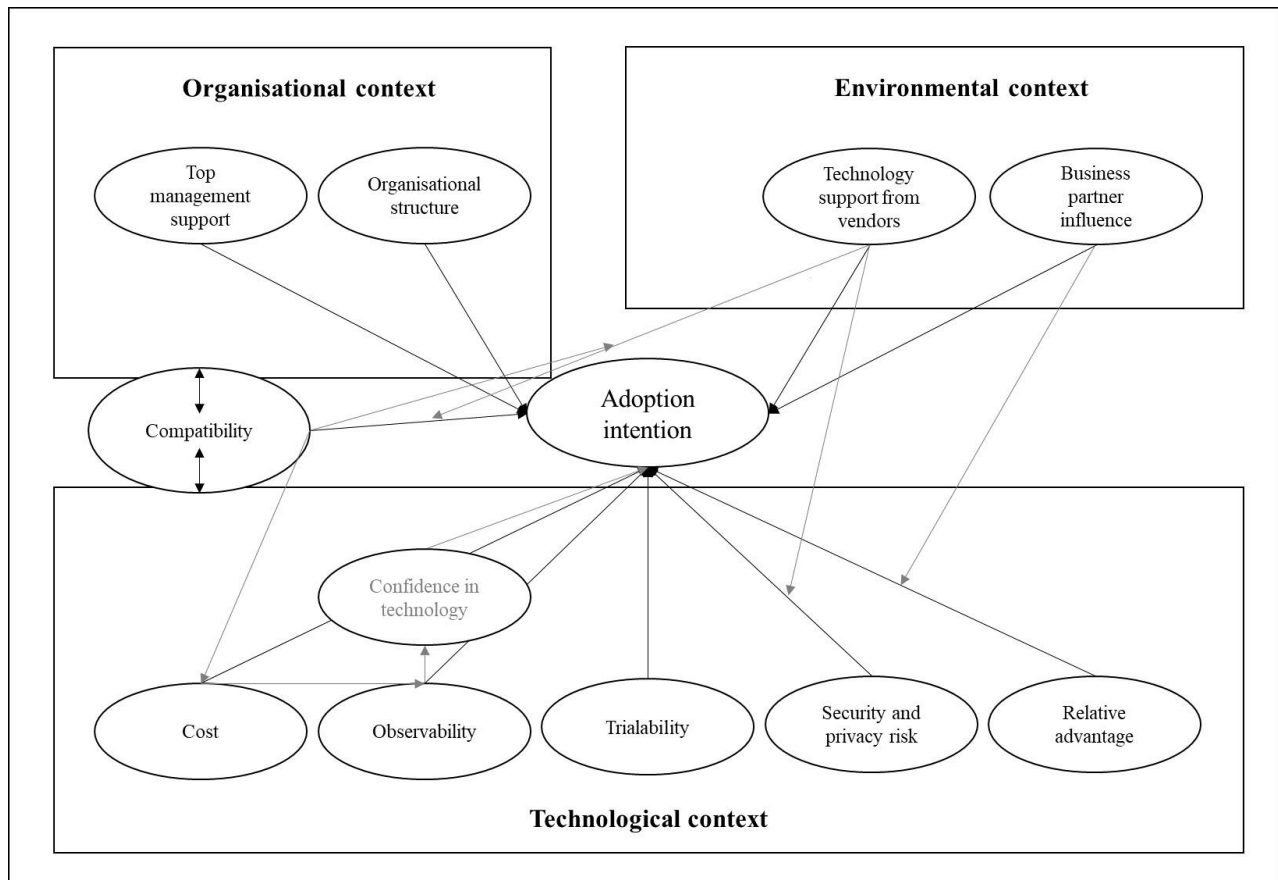 Organisational context
Environmental context
Top
management
support
Organisational
structure
Technology
support from
vendors
Business
partner
influence
Adoption
intention
Compatibility
Confidence in
technology
Cost
Observability
Trialability
Security and
privacy risk
Relative
advantage
Technological context